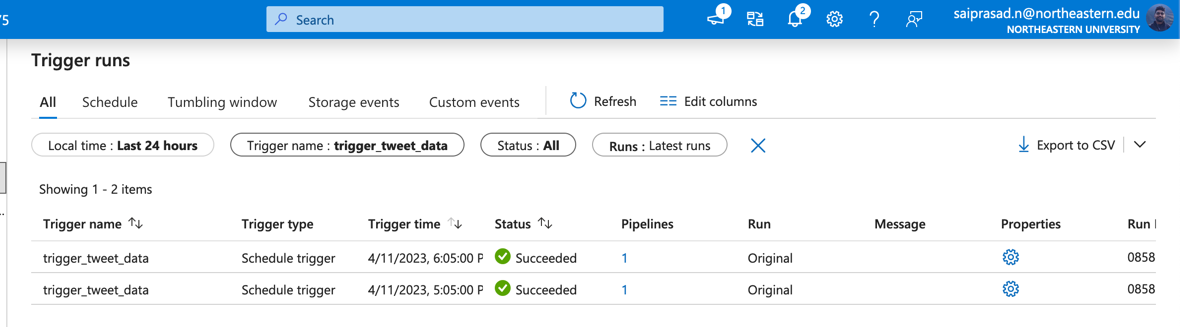 75
Search
1
2
saiprasad.n@northeastern.edu
NORTHEASTERN UNIVERSITY
Trigger runs
All Schedule Tumbling window Storage events Custom events Refresh Edit columns
Local time : Last 24 hours Trigger name : trigger_tweet_data Status : All Runs : Latest runs Export to CSV
Showing 1 - 2 items
Trigger name Trigger type Trigger time Status Pipelines Run Message Properties Run
trigger_tweet_data Schedule trigger 4/11/2023, 6:05:00 P Succeeded 1 Original 0858
trigger_tweet_data Schedule trigger 4/11/2023, 5:05:00 P Succeeded 1 Original 0858